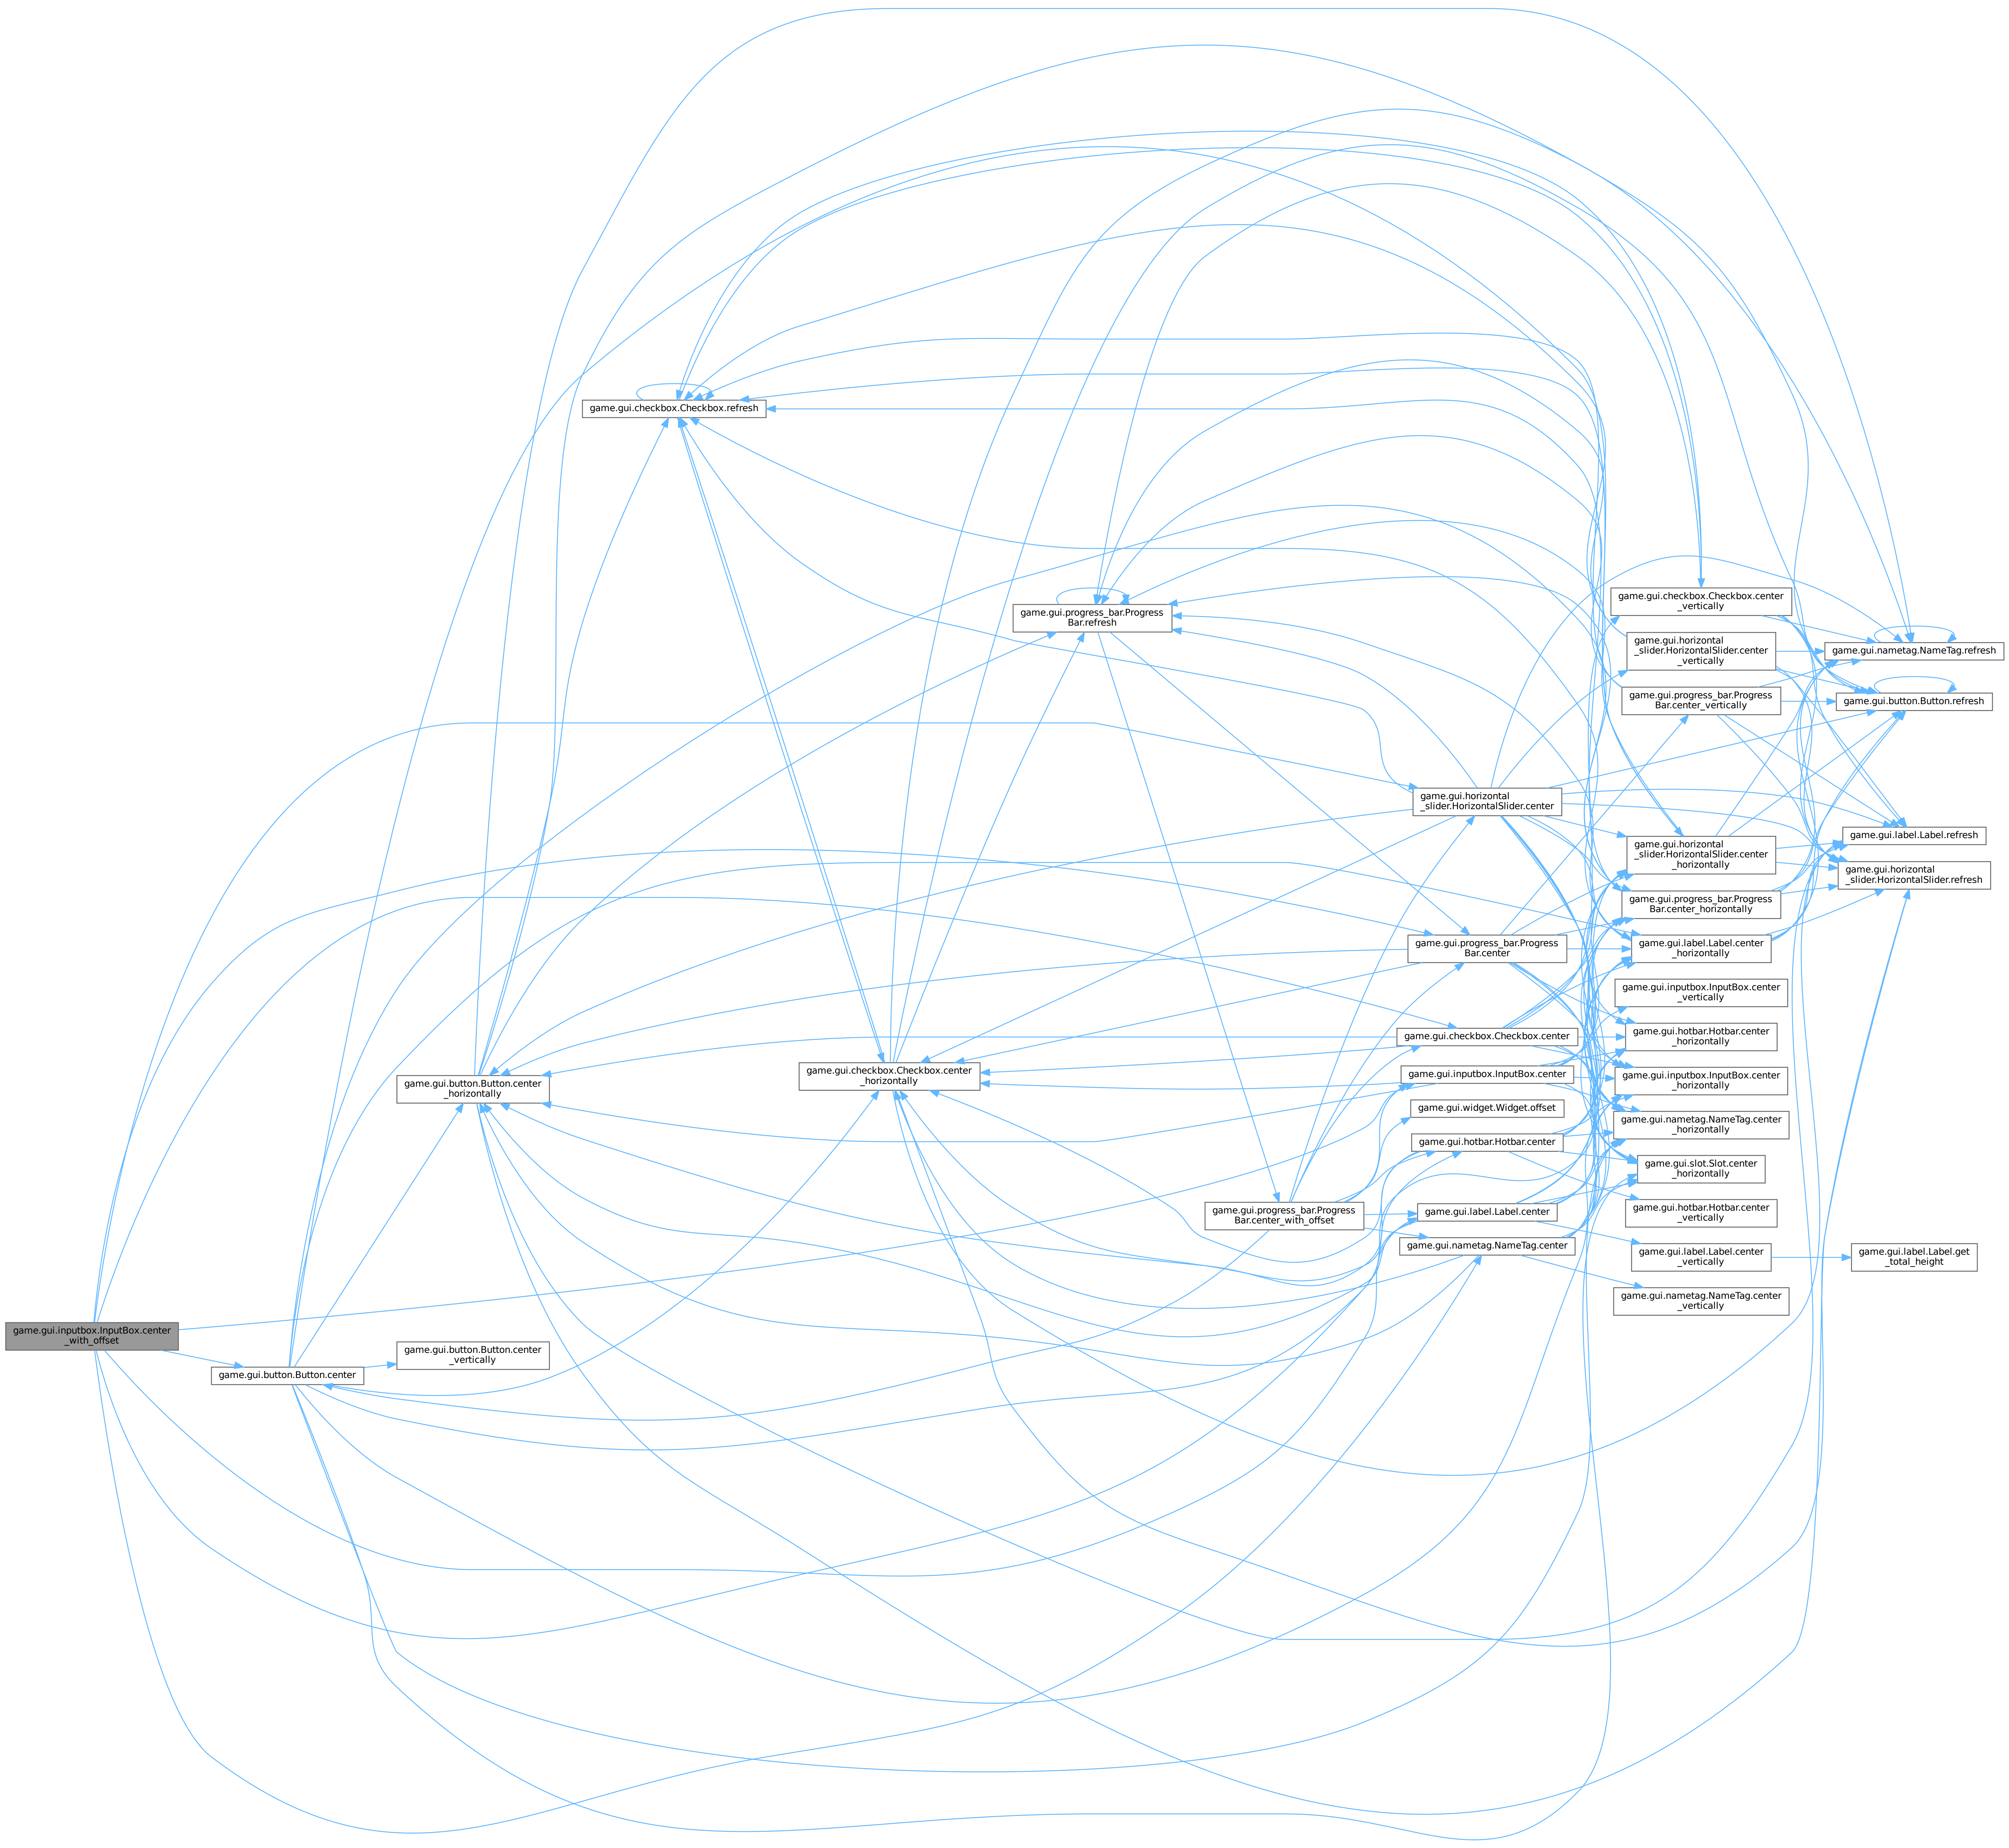 game.gui.checkbox.Checkbox.refresh
game.gui.progress_bar.Progress
Bar.refresh
game.gui.checkbox.Checkbox.center
_vertically
game.gui.horizontal
_slider.HorizontalSlider.center
_vertically
game.gui.nametag.NameTag.refresh
game.gui.progress_bar.Progress
Bar.center_vertically
game.gui.button.Button.refresh
game.gui.horizontal
_slider.HorizontalSlider.center
game.gui.label.Label.refresh
game.gui.horizontal
_slider.HorizontalSlider.center
_horizontally
game.gui.horizontal
_slider.HorizontalSlider.refresh
game.gui.progress_bar.Progress
Bar.center_horizontally
game.gui.progress_bar.Progress
Bar.center
game.gui.label.Label.center
_horizontally
game.gui.inputbox.InputBox.center
_vertically
game.gui.checkbox.Checkbox.center
game.gui.hotbar.Hotbar.center
_horizontally
game.gui.button.Button.center
_horizontally
game.gui.checkbox.Checkbox.center
_horizontally
game.gui.inputbox.InputBox.center
game.gui.inputbox.InputBox.center
_horizontally
game.gui.widget.Widget.offset
game.gui.nametag.NameTag.center
_horizontally
game.gui.hotbar.Hotbar.center
game.gui.slot.Slot.center
_horizontally
game.gui.progress_bar.Progress
Bar.center_with_offset
game.gui.label.Label.center
game.gui.hotbar.Hotbar.center
_vertically
game.gui.nametag.NameTag.center
game.gui.label.Label.center
_vertically
game.gui.label.Label.get
_total_height
game.gui.nametag.NameTag.center
_vertically
game.gui.inputbox.InputBox.center
_with_offset
game.gui.button.Button.center
game.gui.button.Button.center
_vertically